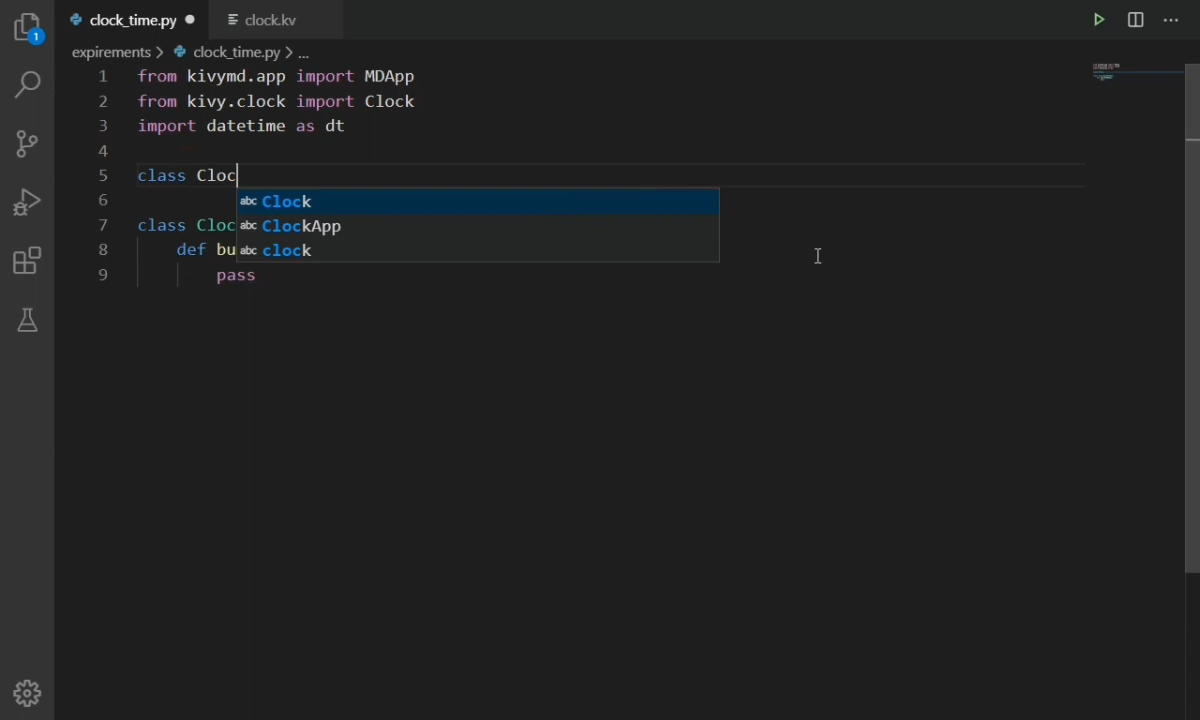 clock_time.py
clock.kv
1
expirements > clock_time.py > ...
1 from kivymd.app import MDApp
2 from kivy.clock import Clock
3 import datetime as dt
4
5 class Cloc
abc Clock
6
abc ClockApp
7 class Cloc
abc clock
8 def bu
9 pass